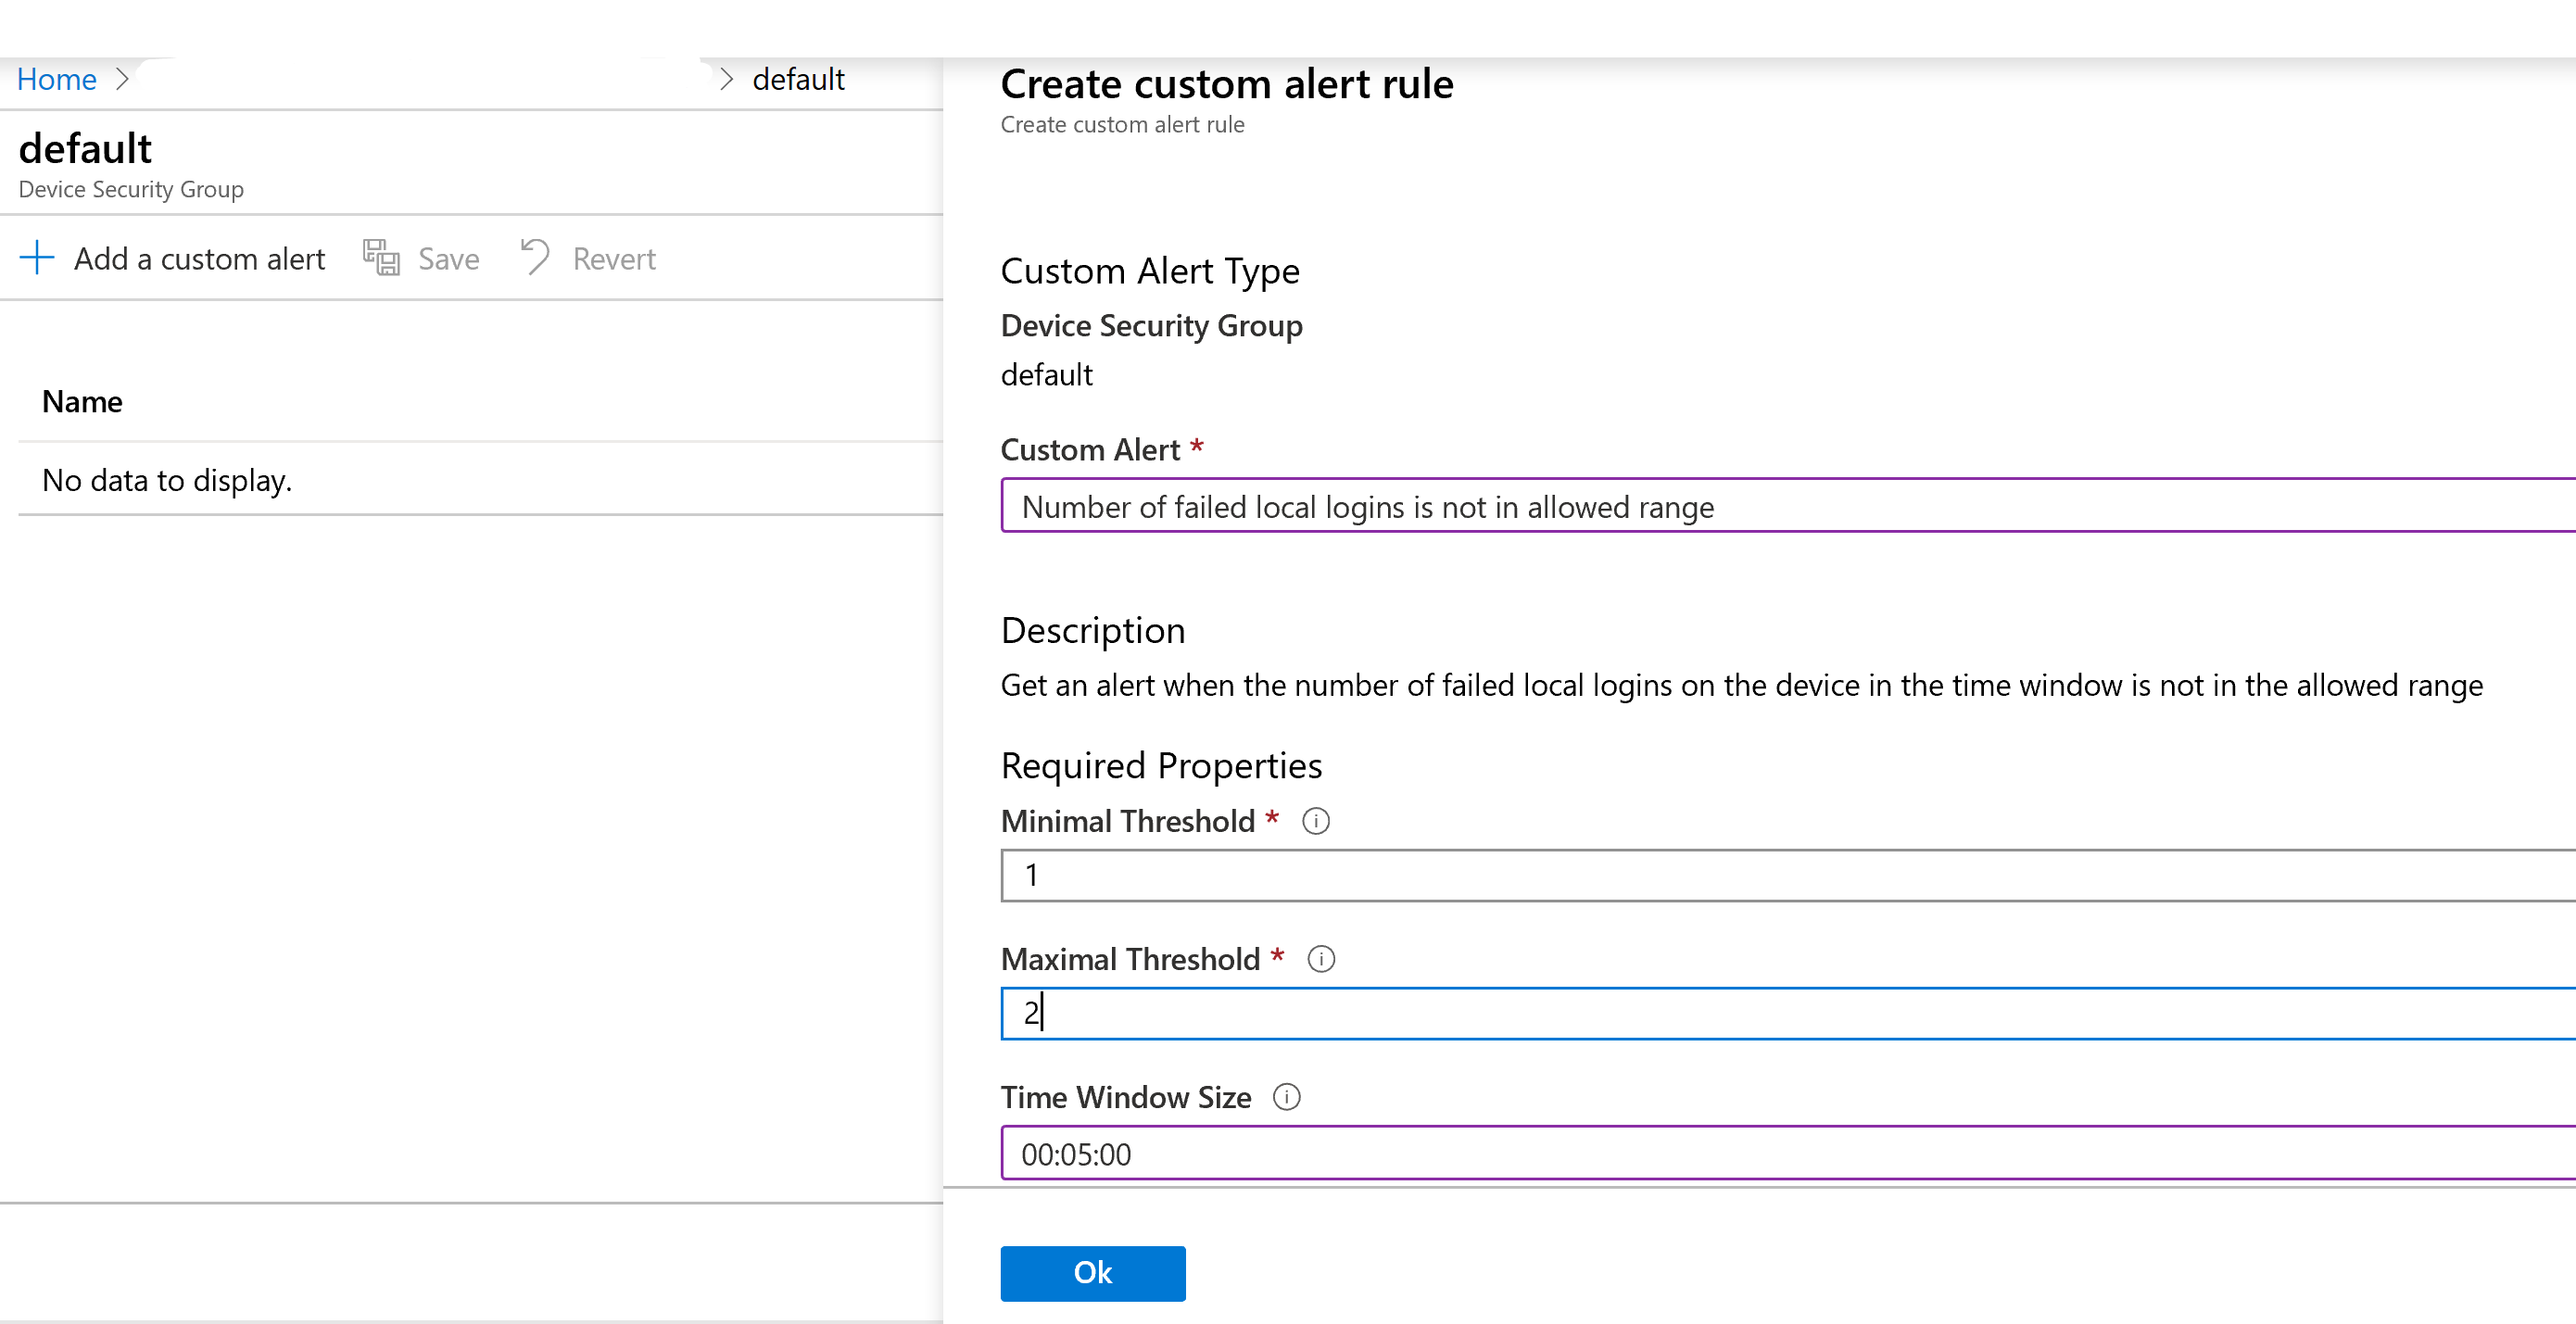 Home > > default
default
Device Security Group
Add a custom alert Save Revert
Name
No data to display.
Create custom alert rule
Create custom alert rule
Custom Alert Type
Device Security Group
default
Custom Alert *
Number of failed local logins is not in allowed range
Description
Get an alert when the number of failed local logins on the device in the time window is not in the allowed range
Required Properties
Minimal Threshold *
1
Maximal Threshold *
2
Time Window Size
00:05:00
Ok